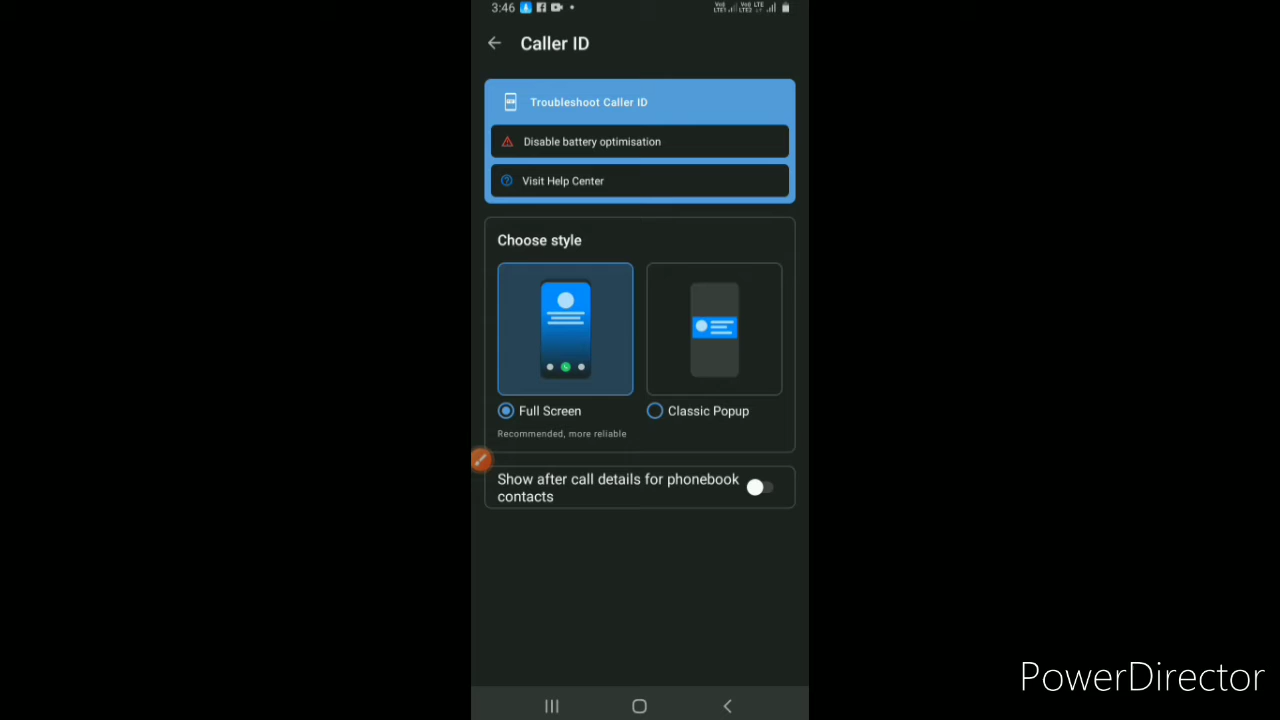 3:46
Caller ID
Troubleshoot Caller ID
Disable battery optimisation
Visit Help Center
Choose style
Full Screen
Classic Popup
Recommended, more reliable
Show after call details for phonebook
contacts
PowerDirector